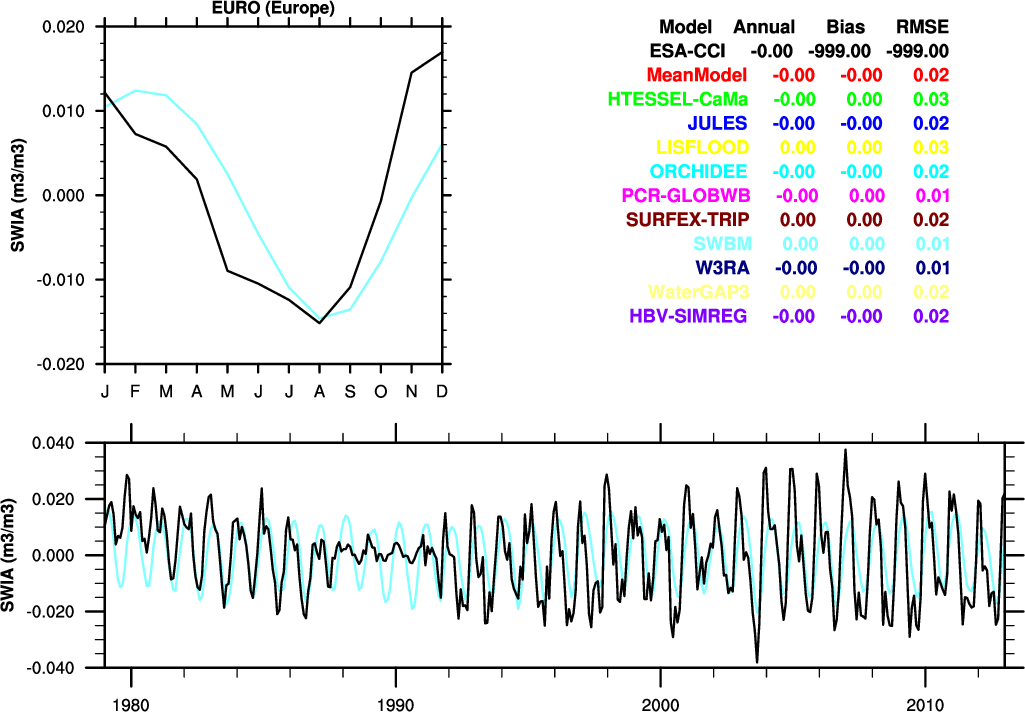 EURO (Europe)
0.020
0.010
0.000
-0.010
-0.020
SWIA (m3/m3)
J F M A M J J A S O N D
Model Annual Bias RMSE
ESA-CCI -0.00 -999.00 -999.00
MeanModel -0.00 -0.00 0.02
HTESSEL-CaMa -0.00 0.00 0.03
JULES -0.00 -0.00 0.02
LISFLOOD 0.00 0.00 0.03
ORCHIDEE -0.00 -0.00 0.02
PCR-GLOBWB -0.00 0.00 0.01
SURFEX-TRIP 0.00 0.00 0.02
SWBM 0.00 0.00 0.01
W3RA -0.00 -0.00 0.01
WaterGAP3 0.00 0.00 0.02
HBV-SIMREG -0.00 -0.00 0.02
0.040
0.020
0.000
-0.020
-0.040
SWIA (m3/m3)
1980 1990 2000 2010